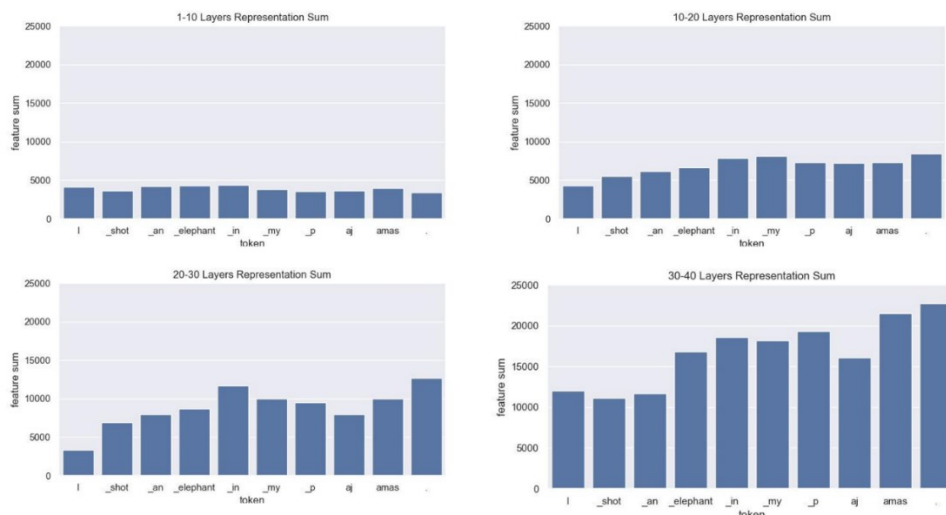 1-10 Layers Representation Sum
25000
20000
15000
10000
5000
0
feature sum
I _shot _an _elephant _in _my _p aj amas .
token
10-20 Layers Representation Sum
25000
20000
15000
10000
5000
0
feature sum
I _shot _an _elephant _in _my _p aj amas .
token
20-30 Layers Representation Sum
25000
20000
15000
10000
5000
0
feature sum
I _shot _an _elephant _in _my _p aj amas .
token
30-40 Layers Representation Sum
25000
20000
15000
10000
5000
0
feature sum
I _shot _an _elephant _in _my _p aj amas .
token